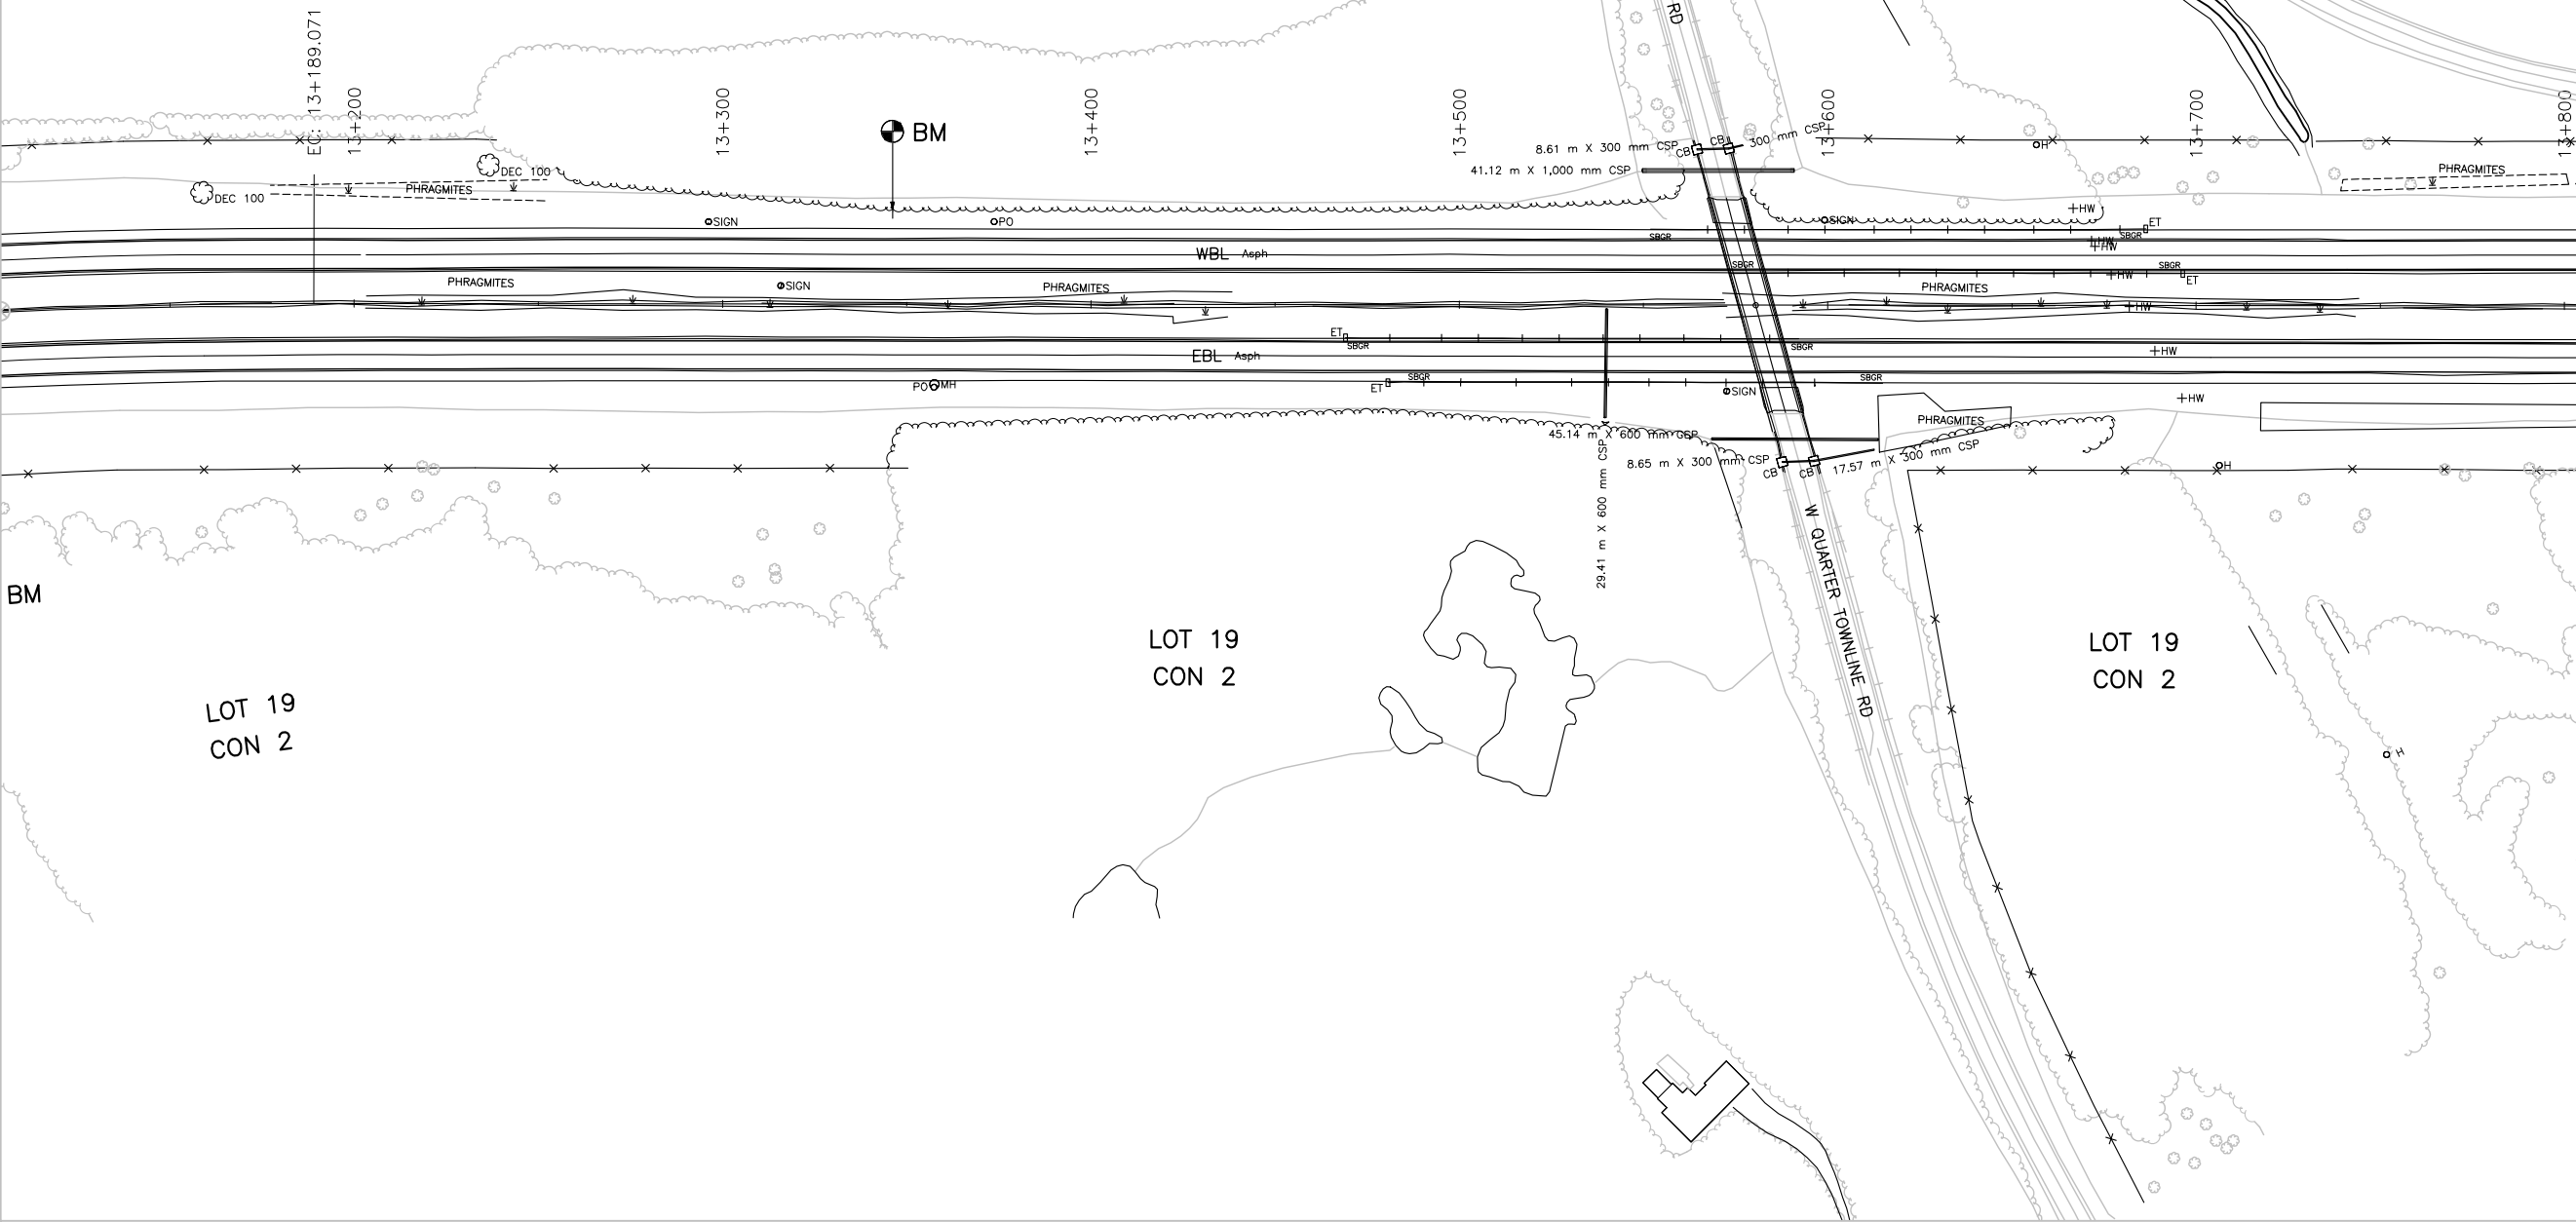 EC: 13+189.071
13+200
13+300
13+400
13+500
13+600
13+700
13+800
RD
BM
8.61 m X 300 mm CSP
CB
CB
300 mm CSP
H
41.12 m X 1,000 mm CSP
DEC 100
PHRAGMITES
DEC 100
PHRAGMITES
SIGN
PO
SIGN
HW
ET
SBGR
SBGR
HW
HW
WBL Asph
SBGR
SBGR
HW
ET
PHRAGMITES
SIGN
PHRAGMITES
PHRAGMITES
HW
ET
SBGR
SBGR
HW
EBL Asph
PO
MH
ET
SBGR
SBGR
SIGN
HW
PHRAGMITES
45.14 m X 600 mm CSP
8.65 m X 300 mm CSP
CB
CB
17.57 m X 300 mm CSP
H
29.41 m X 600 mm CSP
W QUARTER TOWNLINE RD
BM
LOT 19
CON 2
LOT 19
CON 2
LOT 19
CON 2
H